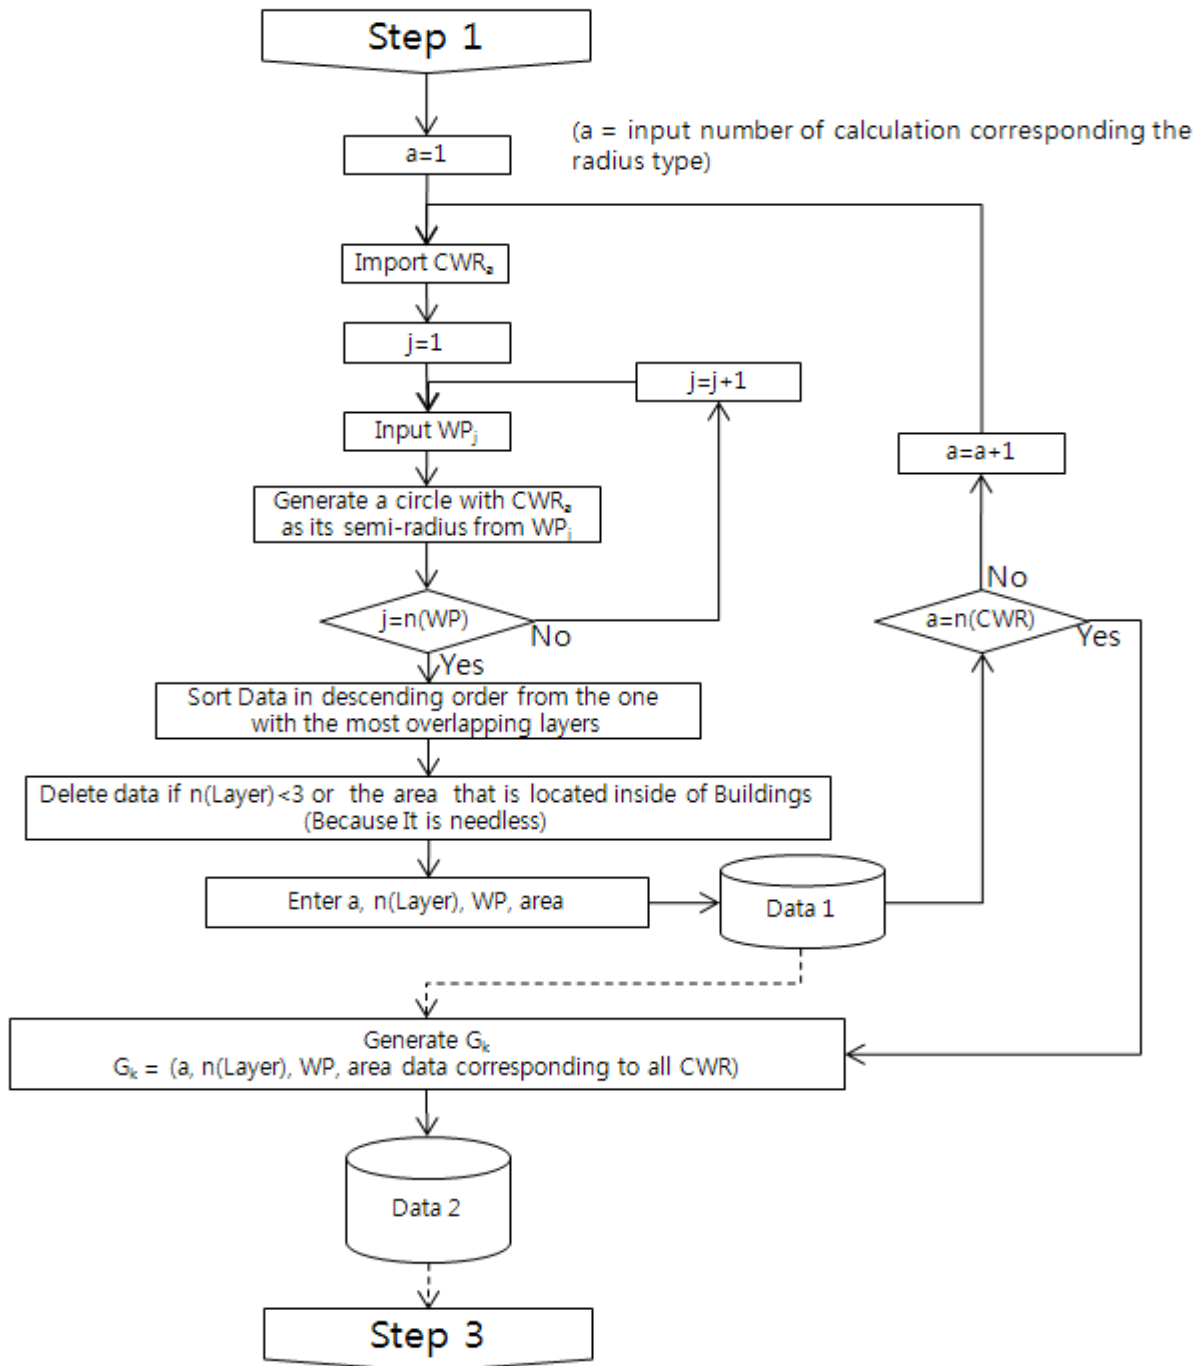 Step 1
(a = input number of calculation corresponding the
radius type)
a=1
Import CWRₐ
j=1
j=j+1
Input WPⱼ
a=a+1
Generate a circle with CWRₐ
as its semi-radius from WPⱼ
No
j=n(WP)
a=n(CWR)
No
Yes
Yes
Sort Data in descending order from the one
with the most overlapping layers
Delete data if n(Layer)<3 or the area that is located inside of Buildings
(Because It is needless)
Enter a, n(Layer), WP, area
Data 1
Generate Gₖ
Gₖ = (a, n(Layer), WP, area data corresponding to all CWR)
Data 2
Step 3